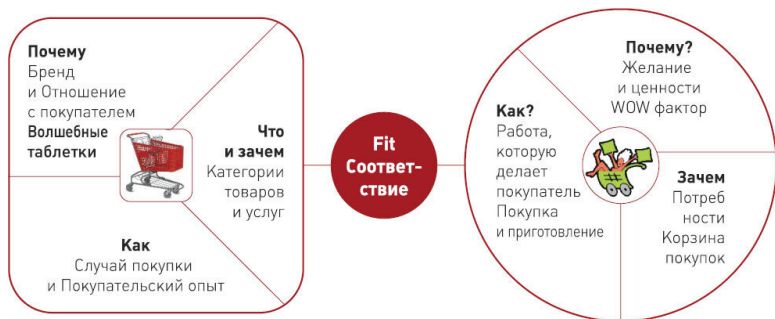 Почему
Бренд
и Отношение
с покупателем
Волшебные
таблетки
Что
и зачем
Категории
товаров
и услуг
Как
Случай покупки
и Покупательский опыт
Fit
Соответ-
ствие
Как?
Работа,
которую
делает
покупатель
Покупка
и приготовление
Почему?
Желание
и ценности
WOW фактор
Зачем
Потреб
ности
Корзина
покупок